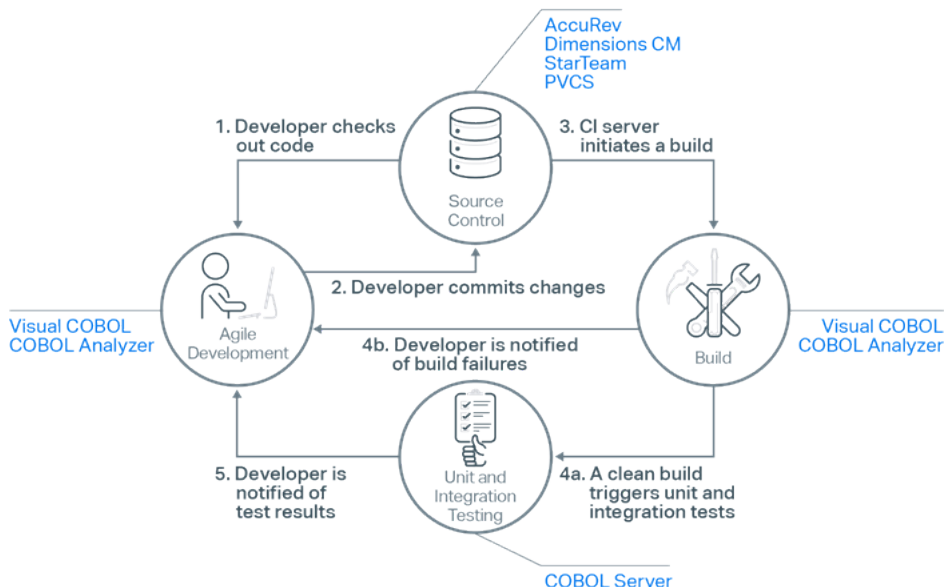 AccuRev
Dimensions CM
StarTeam
PVCS
1. Developer checks
out code
3. CI server
initiates a build
Source
Control
2. Developer commits changes
Agile
Development
Visual COBOL
COBOL Analyzer
Build
Visual COBOL
COBOL Analyzer
4b. Developer is notified
of build failures
5. Developer is
notified of
test results
Unit and
Integration
Testing
4a. A clean build
triggers unit and
integration tests
COBOL Server